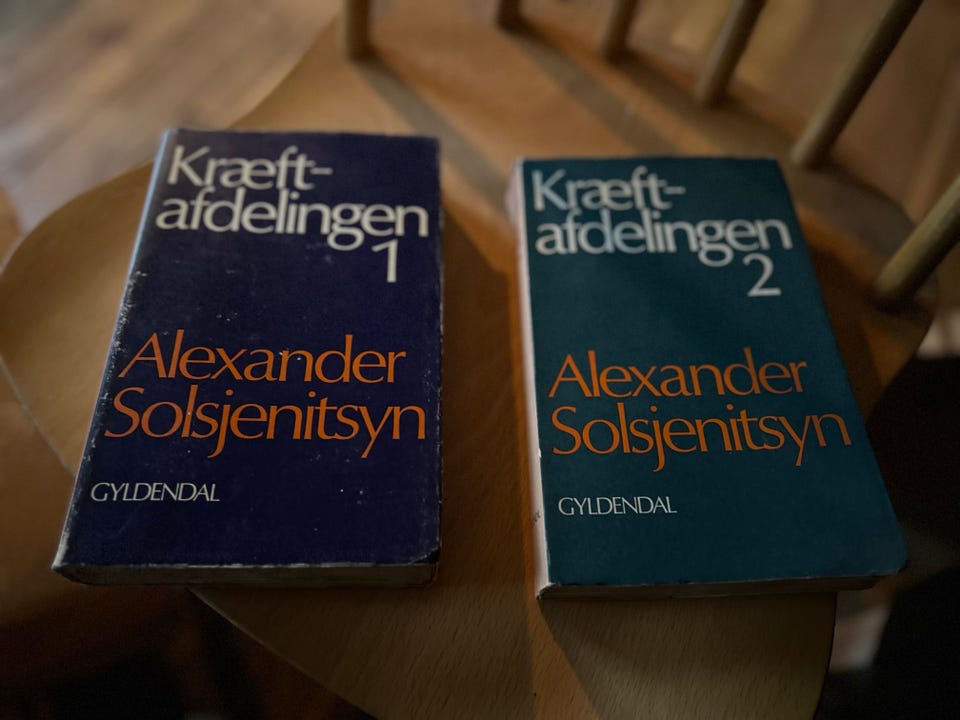 Kræft-
afdelingen
1
Alexander
Solsjenitsyn
GYLDENDAL
Kræft-
afdelingen
2
Alexander
Solsjenitsyn
GYLDENDAL